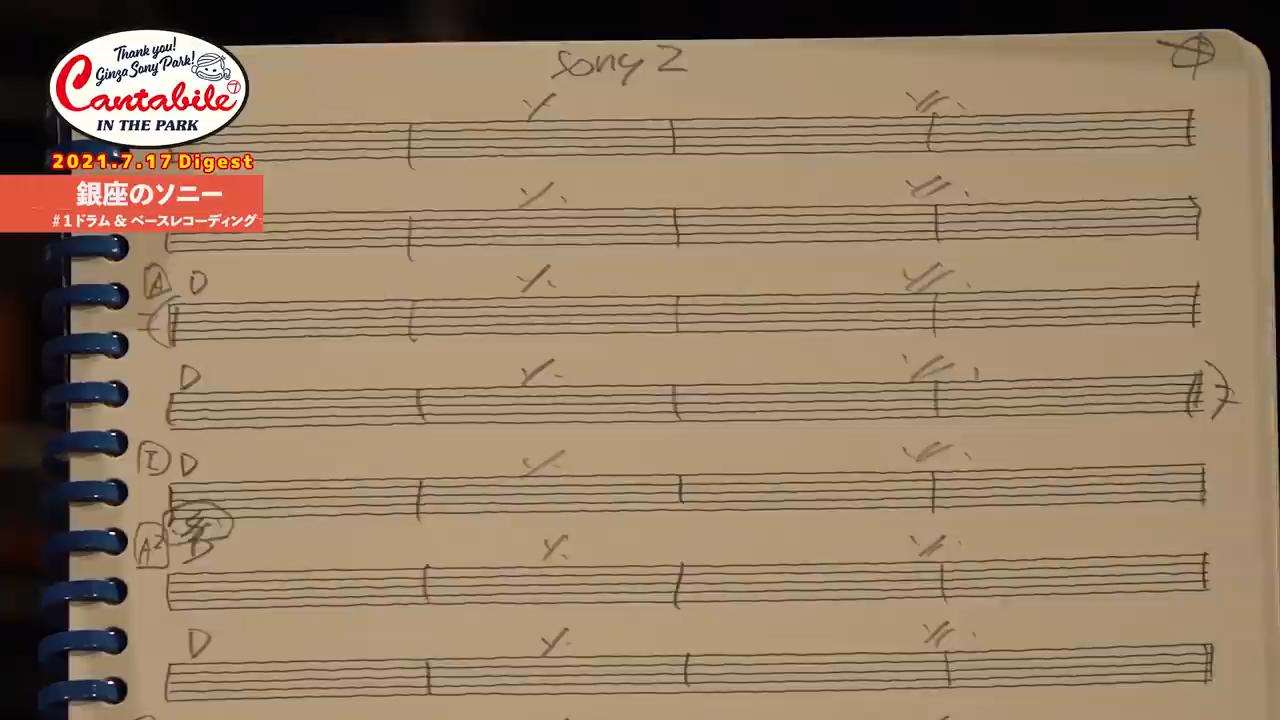 Thank you!
Ginza Sony Park!
Cantabile
IN THE PARK
2021.7.17 Digest
銀座のソニー
#1ドラム & ベースレコーディング
Song 2
A D
D
I D
A2 D
D